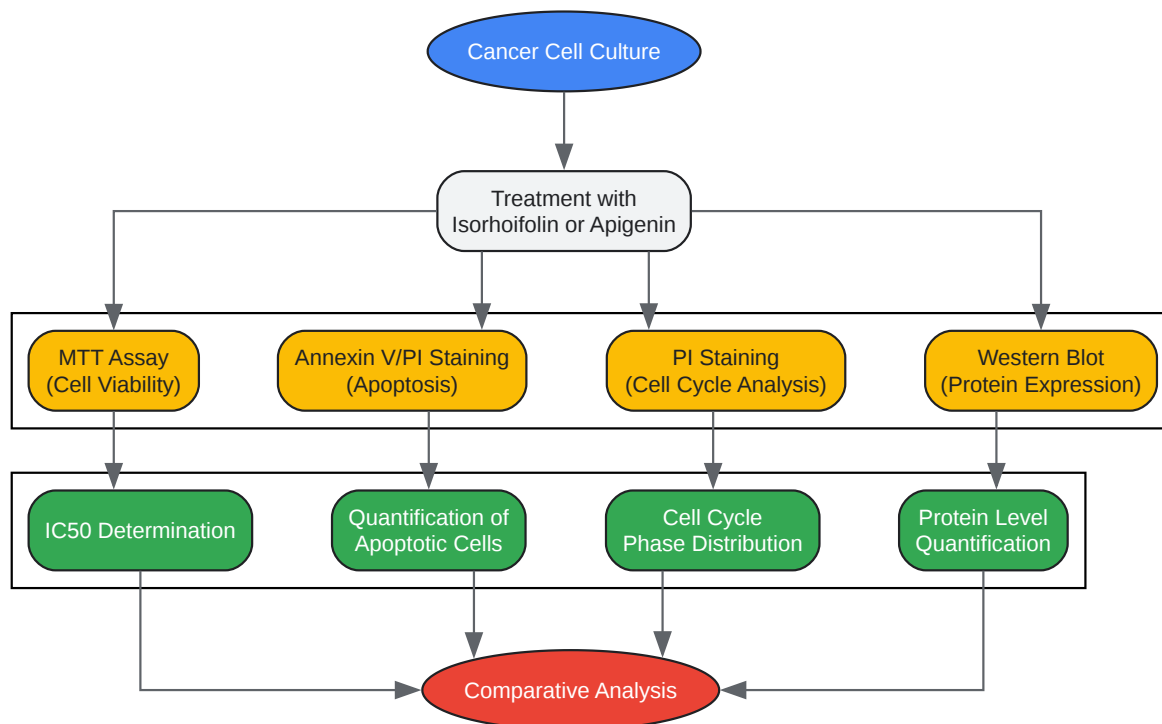 Cancer Cell Culture
Treatment with
Isorhoifolin or Apigenin
MTT Assay
(Cell Viability)
Annexin V/PI Staining
(Apoptosis)
PI Staining
(Cell Cycle Analysis)
Western Blot
(Protein Expression)
IC50 Determination
Quantification of
Apoptotic Cells
Cell Cycle
Phase Distribution
Protein Level
Quantification
Comparative Analysis